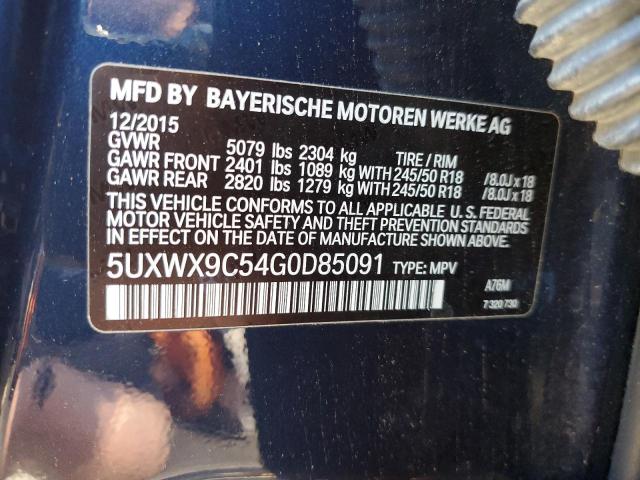 MFD BY BAYERISCHE MOTOREN WERKE AG
12/2015
GVWR 5079 lbs 2304 kg TIRE / RIM
GAWR FRONT 2401 lbs 1089 kg WITH 245/50 R18 /8.0J x 18
GAWR REAR 2820 lbs 1279 kg WITH 245/50 R18 /8.0J x 18
THIS VEHICLE CONFORMS TO ALL APPLICABLE U. S. FEDERAL
MOTOR VEHICLE SAFETY AND THEFT PREVENTION
STANDARDS IN EFFECT ON THE DATE OF MANUFACTURE SHOWN ABOVE.
5UXWX9C54G0D85091 TYPE: MPV
A76M
7 320 730